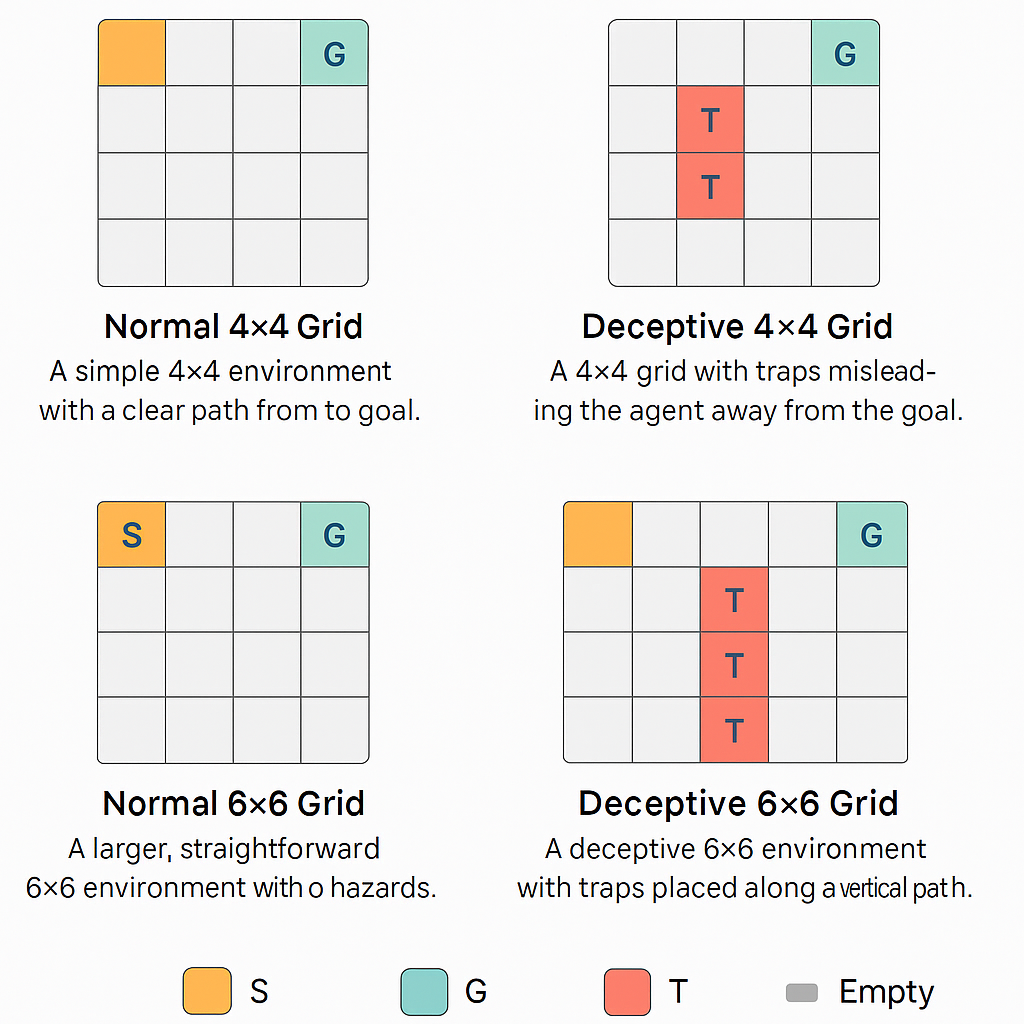 G
G
T
T
Normal 4×4 Grid
A simple 4×4 environment
with a clear path from to goal.
Deceptive 4×4 Grid
A 4×4 grid with traps mislead-
ing the agent away from the goal.
S G
G
T
T
T
Normal 6×6 Grid
A larger, straightforward
6×6 environment with o hazards.
Deceptive 6×6 Grid
A deceptive 6×6 environment
with traps placed along a vertical path.
S G T Empty